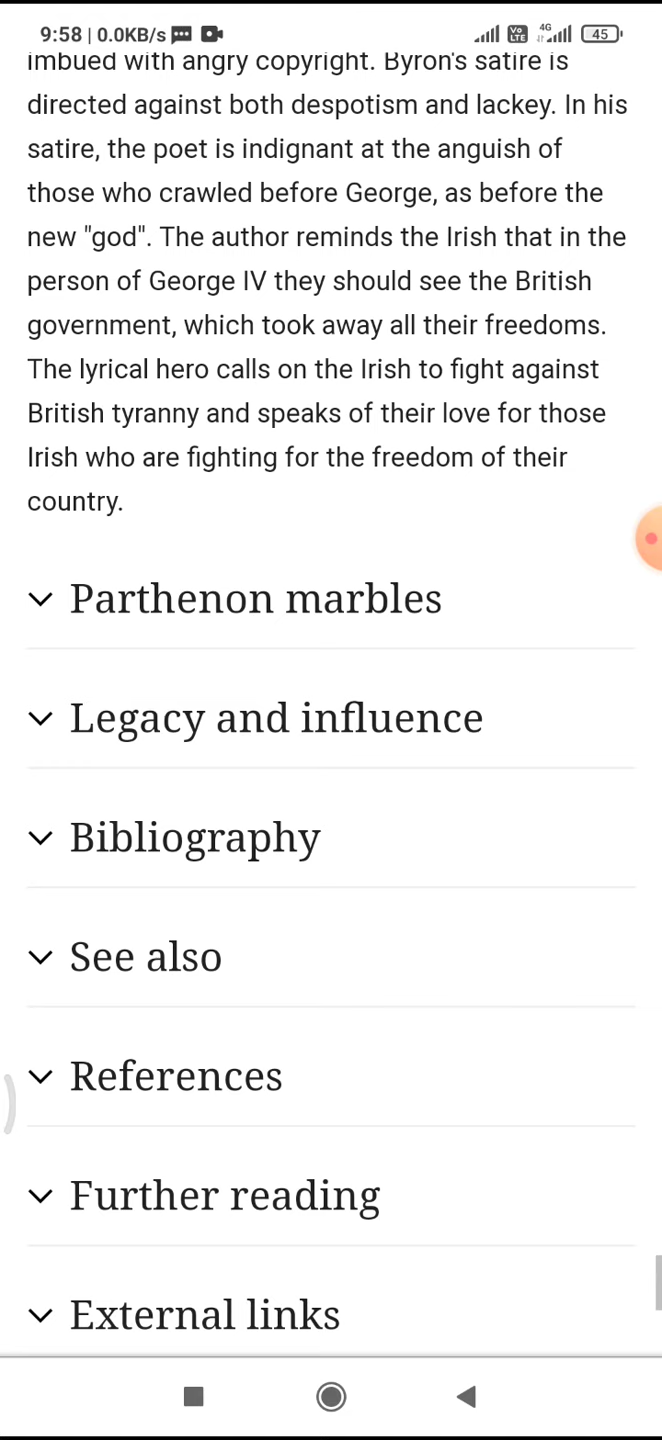 9:58 | 0.0KB/s
Vo LTE 4G 45
imbued with angry copyright. Byron's satire is
directed against both despotism and lackey. In his
satire, the poet is indignant at the anguish of
those who crawled before George, as before the
new "god". The author reminds the Irish that in the
person of George IV they should see the British
government, which took away all their freedoms.
The lyrical hero calls on the Irish to fight against
British tyranny and speaks of their love for those
Irish who are fighting for the freedom of their
country.
Parthenon marbles
Legacy and influence
Bibliography
See also
References
Further reading
External links